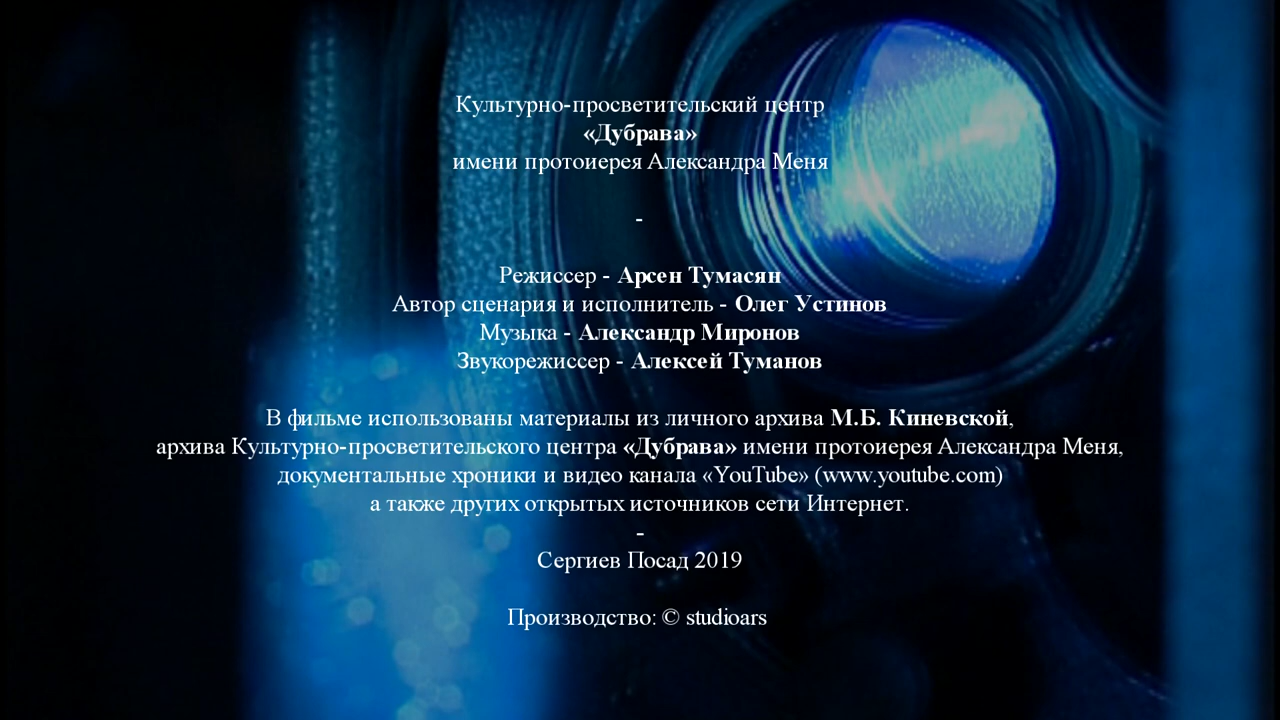 Культурно-просветительский центр
«Дубрава»
имени протоиерея Александра Меня
-
Режиссер - Арсен Тумасян
Автор сценария и исполнитель - Олег Устинов
Музыка - Александр Миронов
Звукорежиссер - Алексей Туманов
В фильме использованы материалы из личного архива М.Б. Киневской,
архива Культурно-просветительского центра «Дубрава» имени протоиерея Александра Меня,
документальные хроники и видео канала «YouTube» (www.youtube.com)
а также других открытых источников сети Интернет.
-
Сергиев Посад 2019
Производство: © studioars